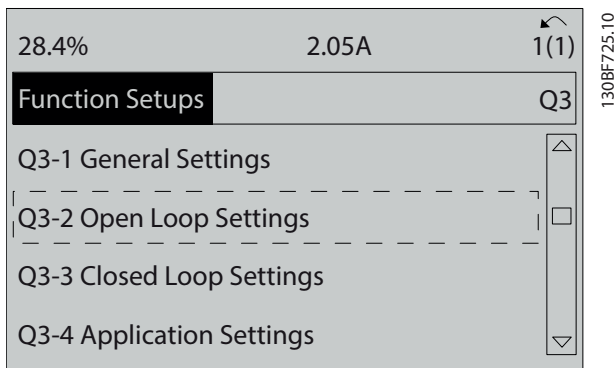 28.4% 2.05A 1(1)
Function Setups Q3
Q3-1 General Settings
Q3-2 Open Loop Settings
Q3-3 Closed Loop Settings
Q3-4 Application Settings
130BF725.10